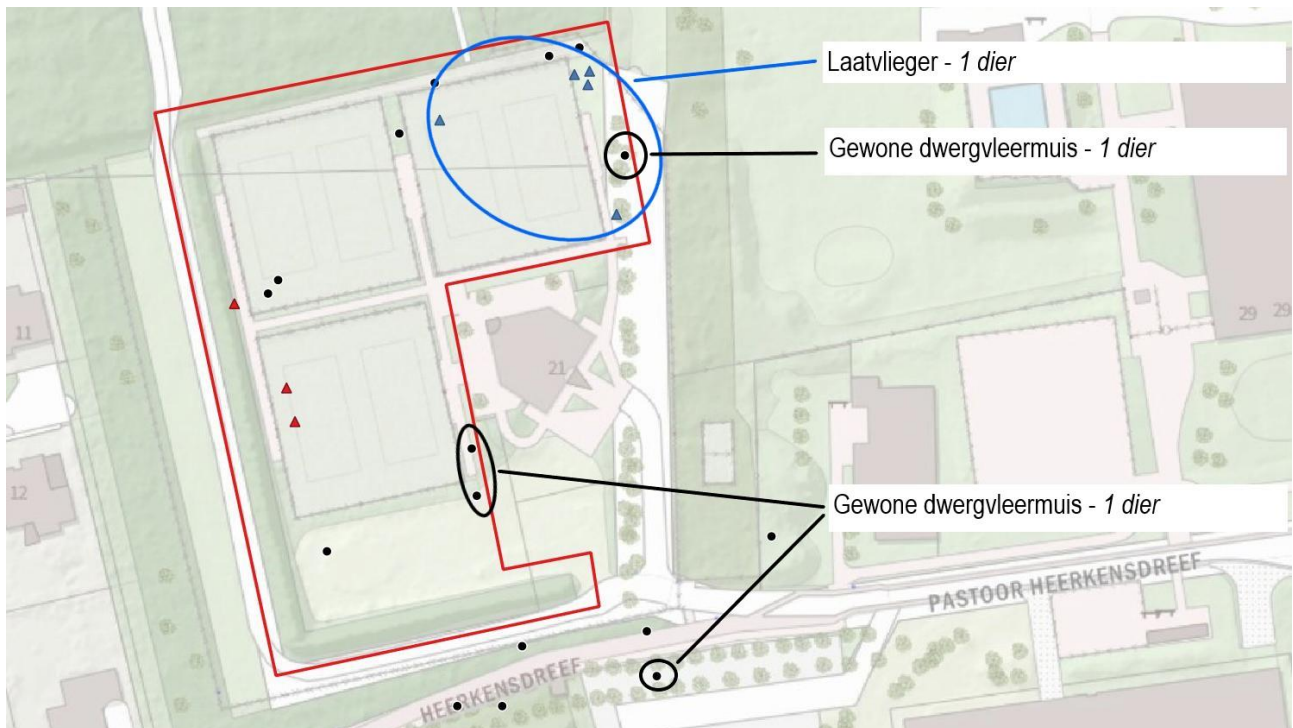 Laatvlieger - 1 dier
Gewone dwergvleermuis - 1 dier
11
21
29 29
12
Gewone dwergvleermuis - 1 dier
PASTOOR HEERKENSDREEF
HEERKENSDREEF